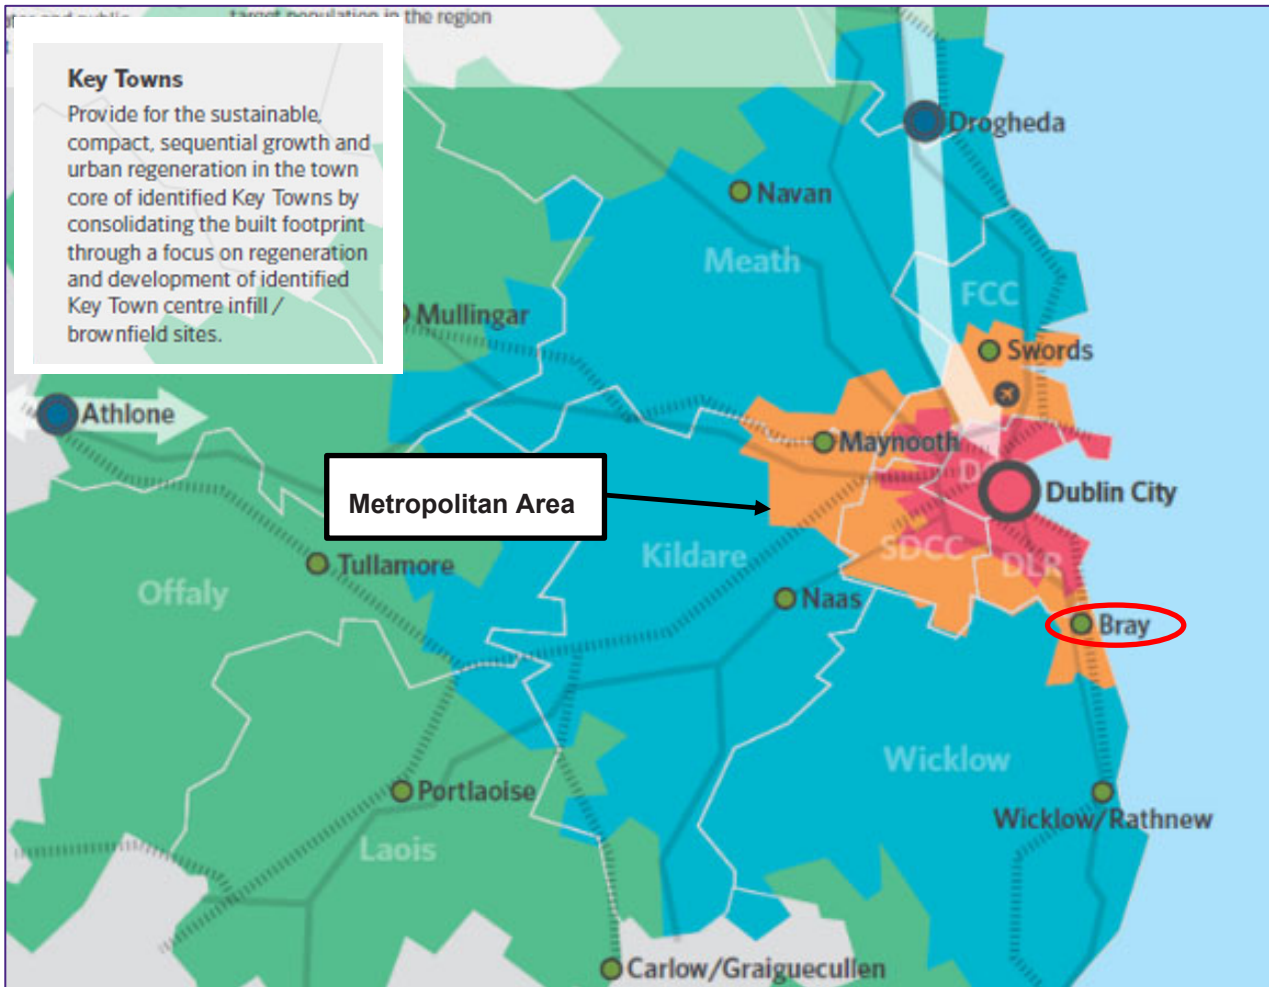 target population in the region
Key Towns
Provide for the sustainable,
compact, sequential growth and
urban regeneration in the town
core of identified Key Towns by
consolidating the built footprint
through a focus on regeneration
and development of identified
Key Town centre infill /
brownfield sites.
Drogheda
Navan
Meath
FCC
Mullingar
Swords
Athlone
Maynooth
D
Dublin City
Metropolitan Area
Kildare
SDCC
DLR
Tullamore
Offaly
Naas
Bray
Wicklow
Portlaoise
Wicklow/Rathnew
Laois
Carlow/Graiguecullen